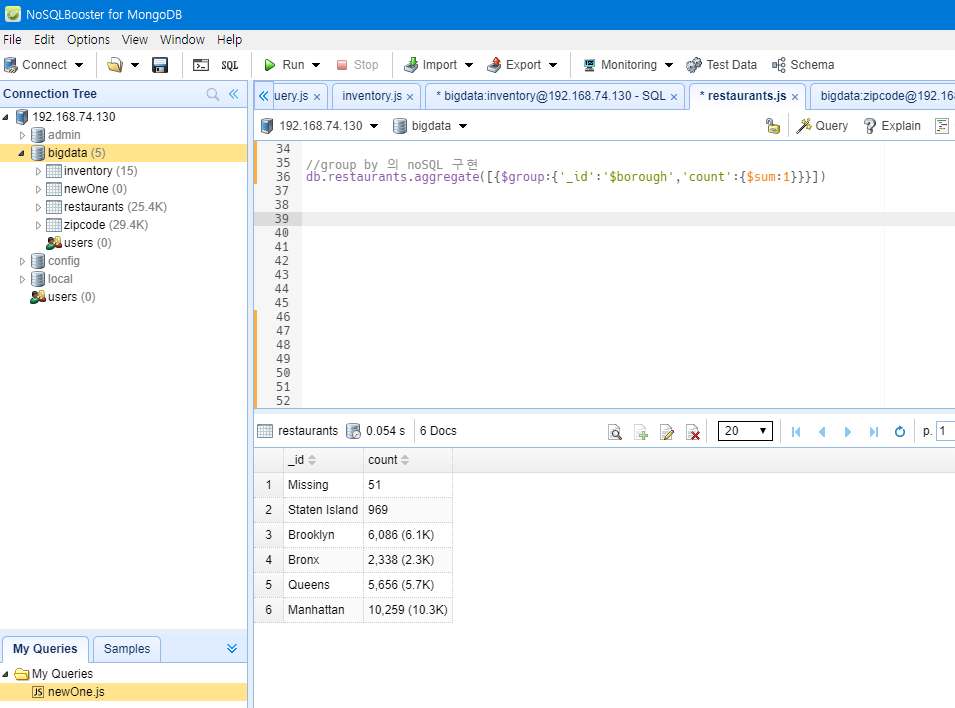 NoSQLBooster for MongoDB
File Edit Options View Window Help
Connect SQL Run Stop Import Export Monitoring Test Data Schema
Connection Tree
192.168.74.130
admin
bigdata (5)
inventory (15)
newOne (0)
restaurants (25.4K)
zipcode (29.4K)
users (0)
config
local
users (0)
My Queries Samples
My Queries
JS newOne.js
uery.js × inventory.js × * bigdata:inventory@192.168.74.130 - SQL × * restaurants.js × bigdata:zipcode@192.168
192.168.74.130 bigdata Query Explain
34
35 //group by 의 noSQL 구현
36 db.restaurants.aggregate([{$group:{'_id':'$borough','count':{$sum:1}}}])
37
38
39
40
41
42
43
44
45
46
47
48
49
50
51
52
restaurants 0.054 s 6 Docs 20 p. 1
_id count
1 Missing 51
2 Staten Island 969
3 Brooklyn 6,086 (6.1K)
4 Bronx 2,338 (2.3K)
5 Queens 5,656 (5.7K)
6 Manhattan 10,259 (10.3K)